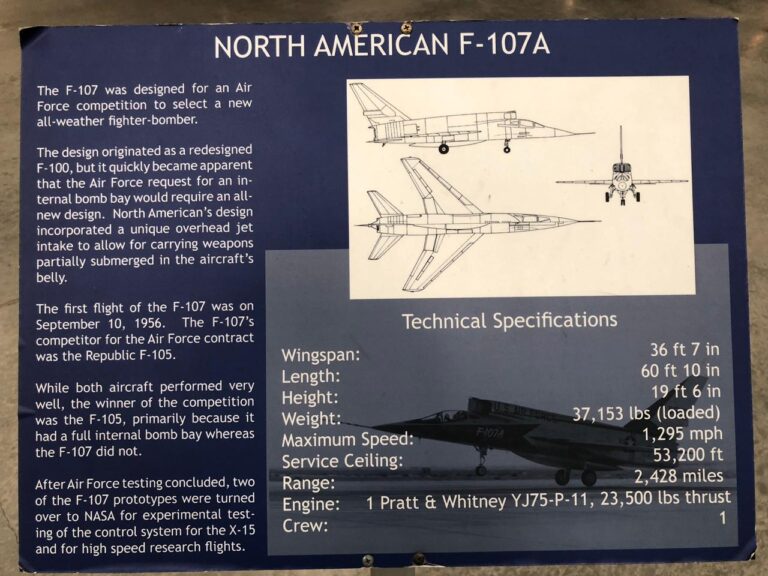 NORTH AMERICAN F-107A
The F-107 was designed for an Air
Force competition to select a new
all-weather fighter-bomber.
The design originated as a redesigned
F-100, but it quickly became apparent
that the Air Force request for an in-
ternal bomb bay would require an all-
new design. North American's design
incorporated a unique overhead jet
intake to allow for carrying weapons
partially submerged in the aircraft's
belly.
The first flight of the F-107 was on
September 10, 1956. The F-107's
competitor for the Air Force contract
was the Republic F-105.
While both aircraft performed very
well, the winner of the competition
was the F-105, primarily because it
had a full internal bomb bay whereas
the F-107 did not.
After Air Force testing concluded, two
of the F-107 prototypes were turned
over to NASA for experimental test-
ing of the control system for the X-15
and for high speed research flights.
Technical Specifications
Wingspan: 36 ft 7 in
Length: 60 ft 10 in
Height: 19 ft 6 in
Weight: 37,153 lbs (loaded)
Maximum Speed: 1,295 mph
Service Ceiling: 53,200 ft
Range: 2,428 miles
Engine: 1 Pratt & Whitney YJ75-P-11, 23,500 lbs thrust
Crew: 1
F-107A